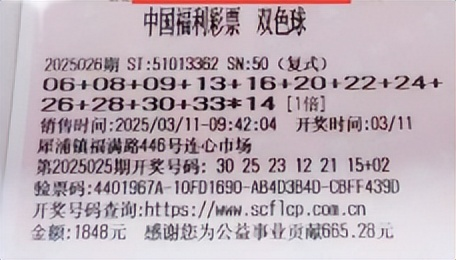 中国福利彩票 双色球
2025026期 ST:51013362 SN:50（复式）
06+08+09+13+16+20+22+24+
26+28+30+33*14 [1倍]
销售时间:2025/03/11-09:42:04 开奖时间:03/11
犀浦镇福满路446号连心市场
第2025025期开奖号码: 30 25 23 12 21 15+02
验票码:4401967A-10FD1690-AB4D3B4D-CBFF439D
开奖号码查询:https://www.scflcp.com.cn
金额:1848元 感谢您为公益事业贡献665.28元